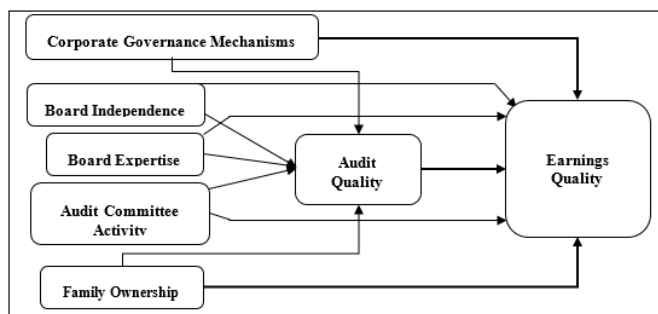 Corporate Governance Mechanisms
Board Independence
Board Expertise
Audit Committee
Activity
Family Ownership
Audit
Quality
Earnings
Quality